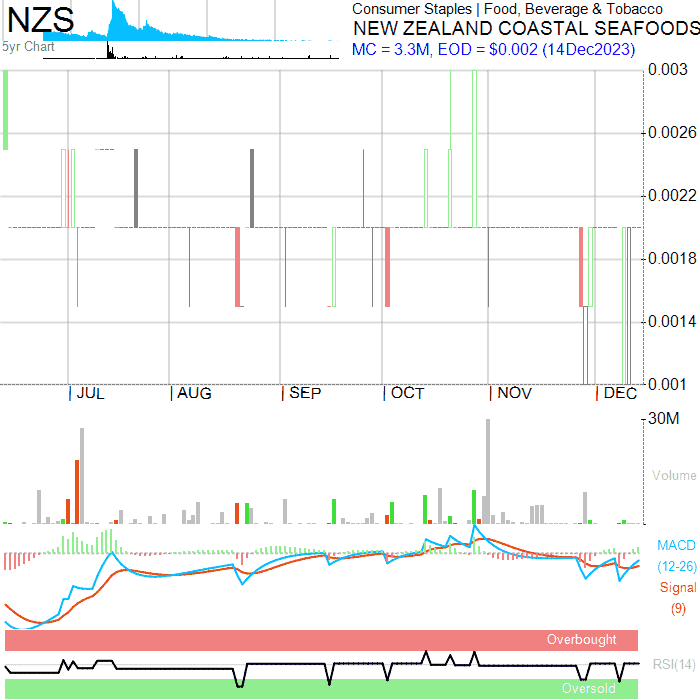 NZS
5yr Chart
Consumer Staples | Food, Beverage & Tobacco
NEW ZEALAND COASTAL SEAFOODS
MC = 3.3M, EOD = $0.002 (14Dec2023)
0.003
0.0026
0.0022
0.0018
0.0014
0.001
JUL AUG SEP OCT NOV DEC
30M
Volume
MACD
(12-26)
Signal
(9)
Overbought
RSI(14)
Oversold